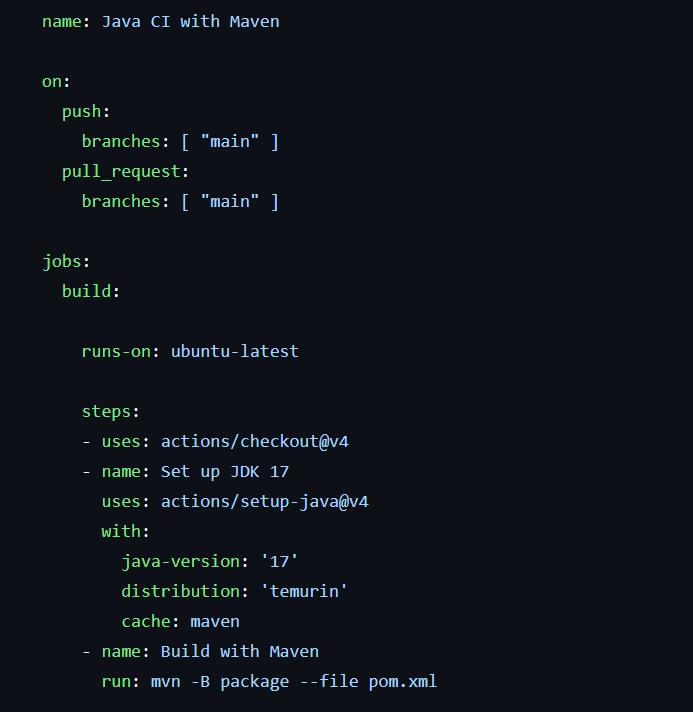 name: Java CI with Maven
on:
  push:
    branches: [ "main" ]
  pull_request:
    branches: [ "main" ]
jobs:
  build:
    runs-on: ubuntu-latest
    steps:
    - uses: actions/checkout@v4
    - name: Set up JDK 17
      uses: actions/setup-java@v4
      with:
        java-version: '17'
        distribution: 'temurin'
        cache: maven
    - name: Build with Maven
      run: mvn -B package --file pom.xml